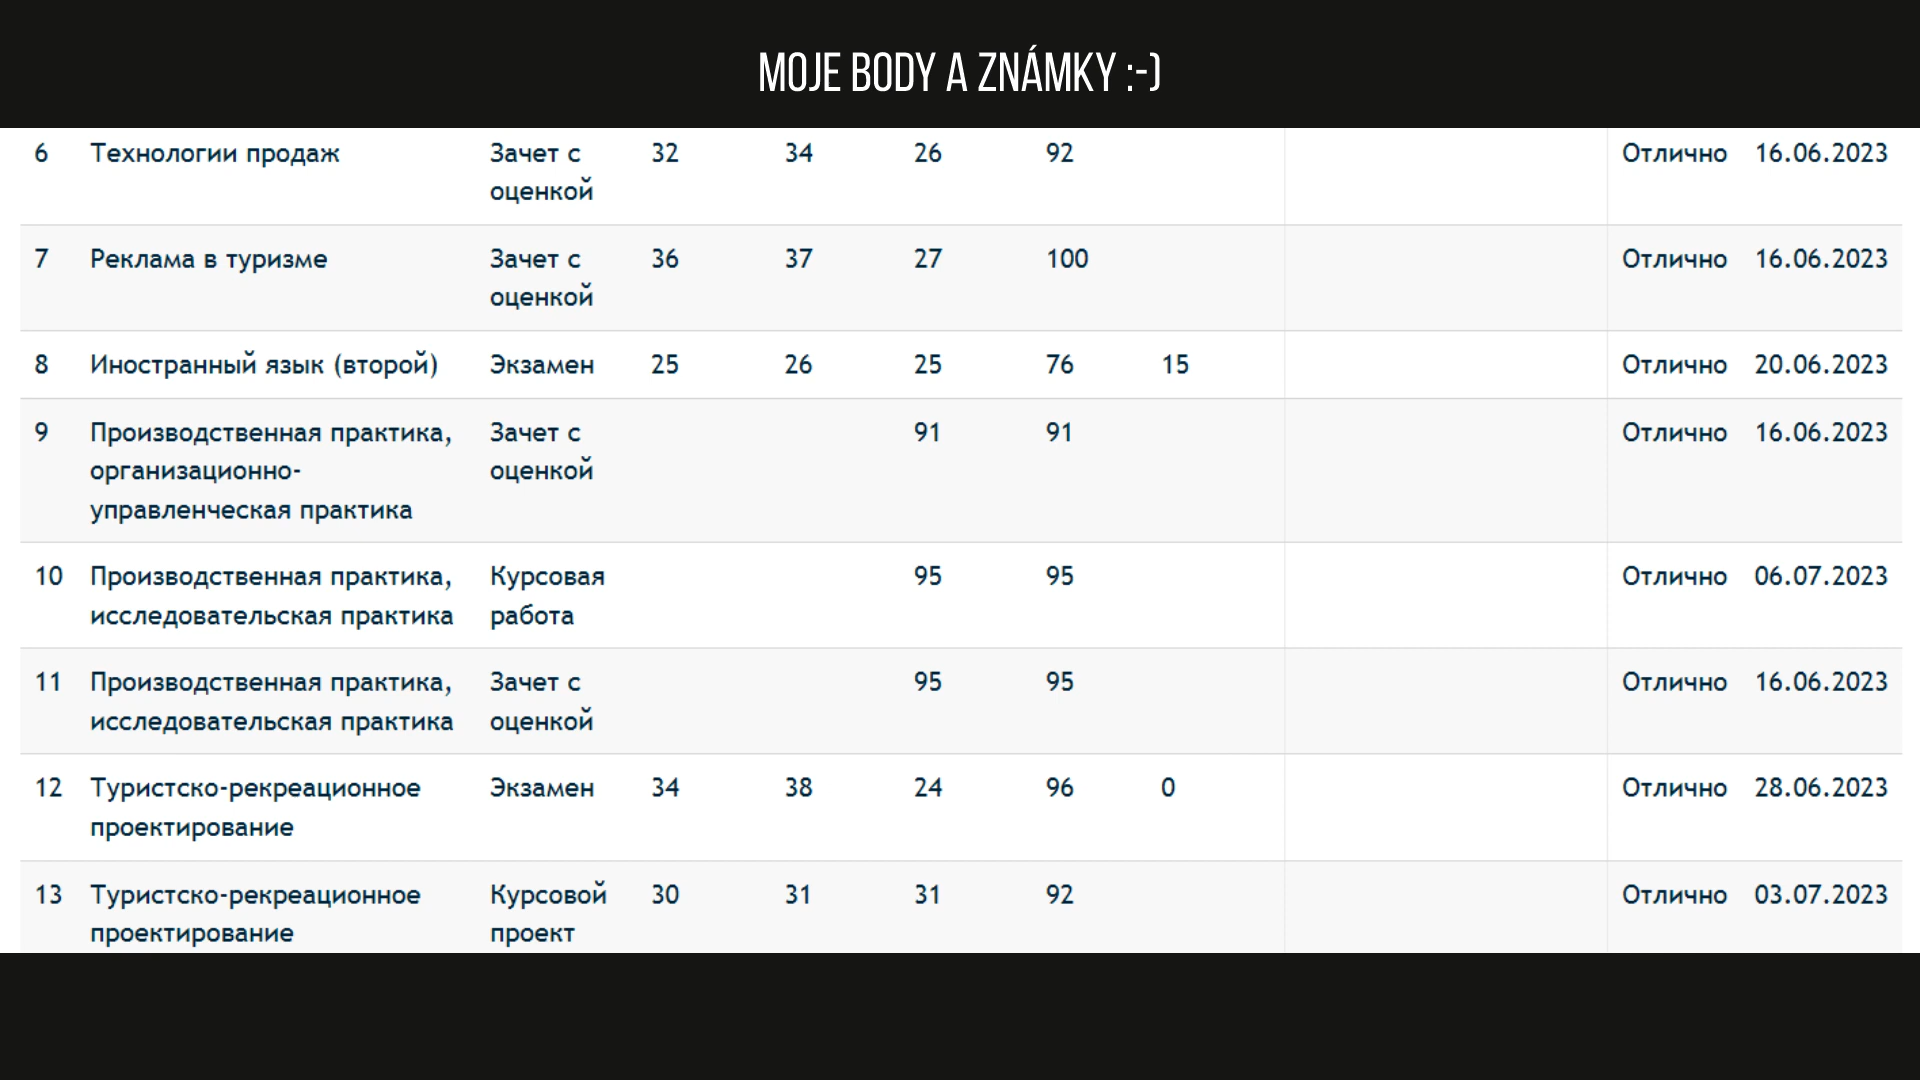 MOJE BODY A ZNÁMKY :-)
6 Технологии продаж Зачет с 32 34 26 92 Отлично 16.06.2023
оценкой
7 Реклама в туризме Зачет с 36 37 27 100 Отлично 16.06.2023
оценкой
8 Иностранный язык (второй) Экзамен 25 26 25 76 15 Отлично 20.06.2023
9 Производственная практика, Зачет с 91 91 Отлично 16.06.2023
организационно- оценкой
управленческая практика
10 Производственная практика, Курсовая 95 95 Отлично 06.07.2023
исследовательская практика работа
11 Производственная практика, Зачет с 95 95 Отлично 16.06.2023
исследовательская практика оценкой
12 Туристско-рекреационное Экзамен 34 38 24 96 0 Отлично 28.06.2023
проектирование
13 Туристско-рекреационное Курсовой 30 31 31 92 Отлично 03.07.2023
проектирование проект